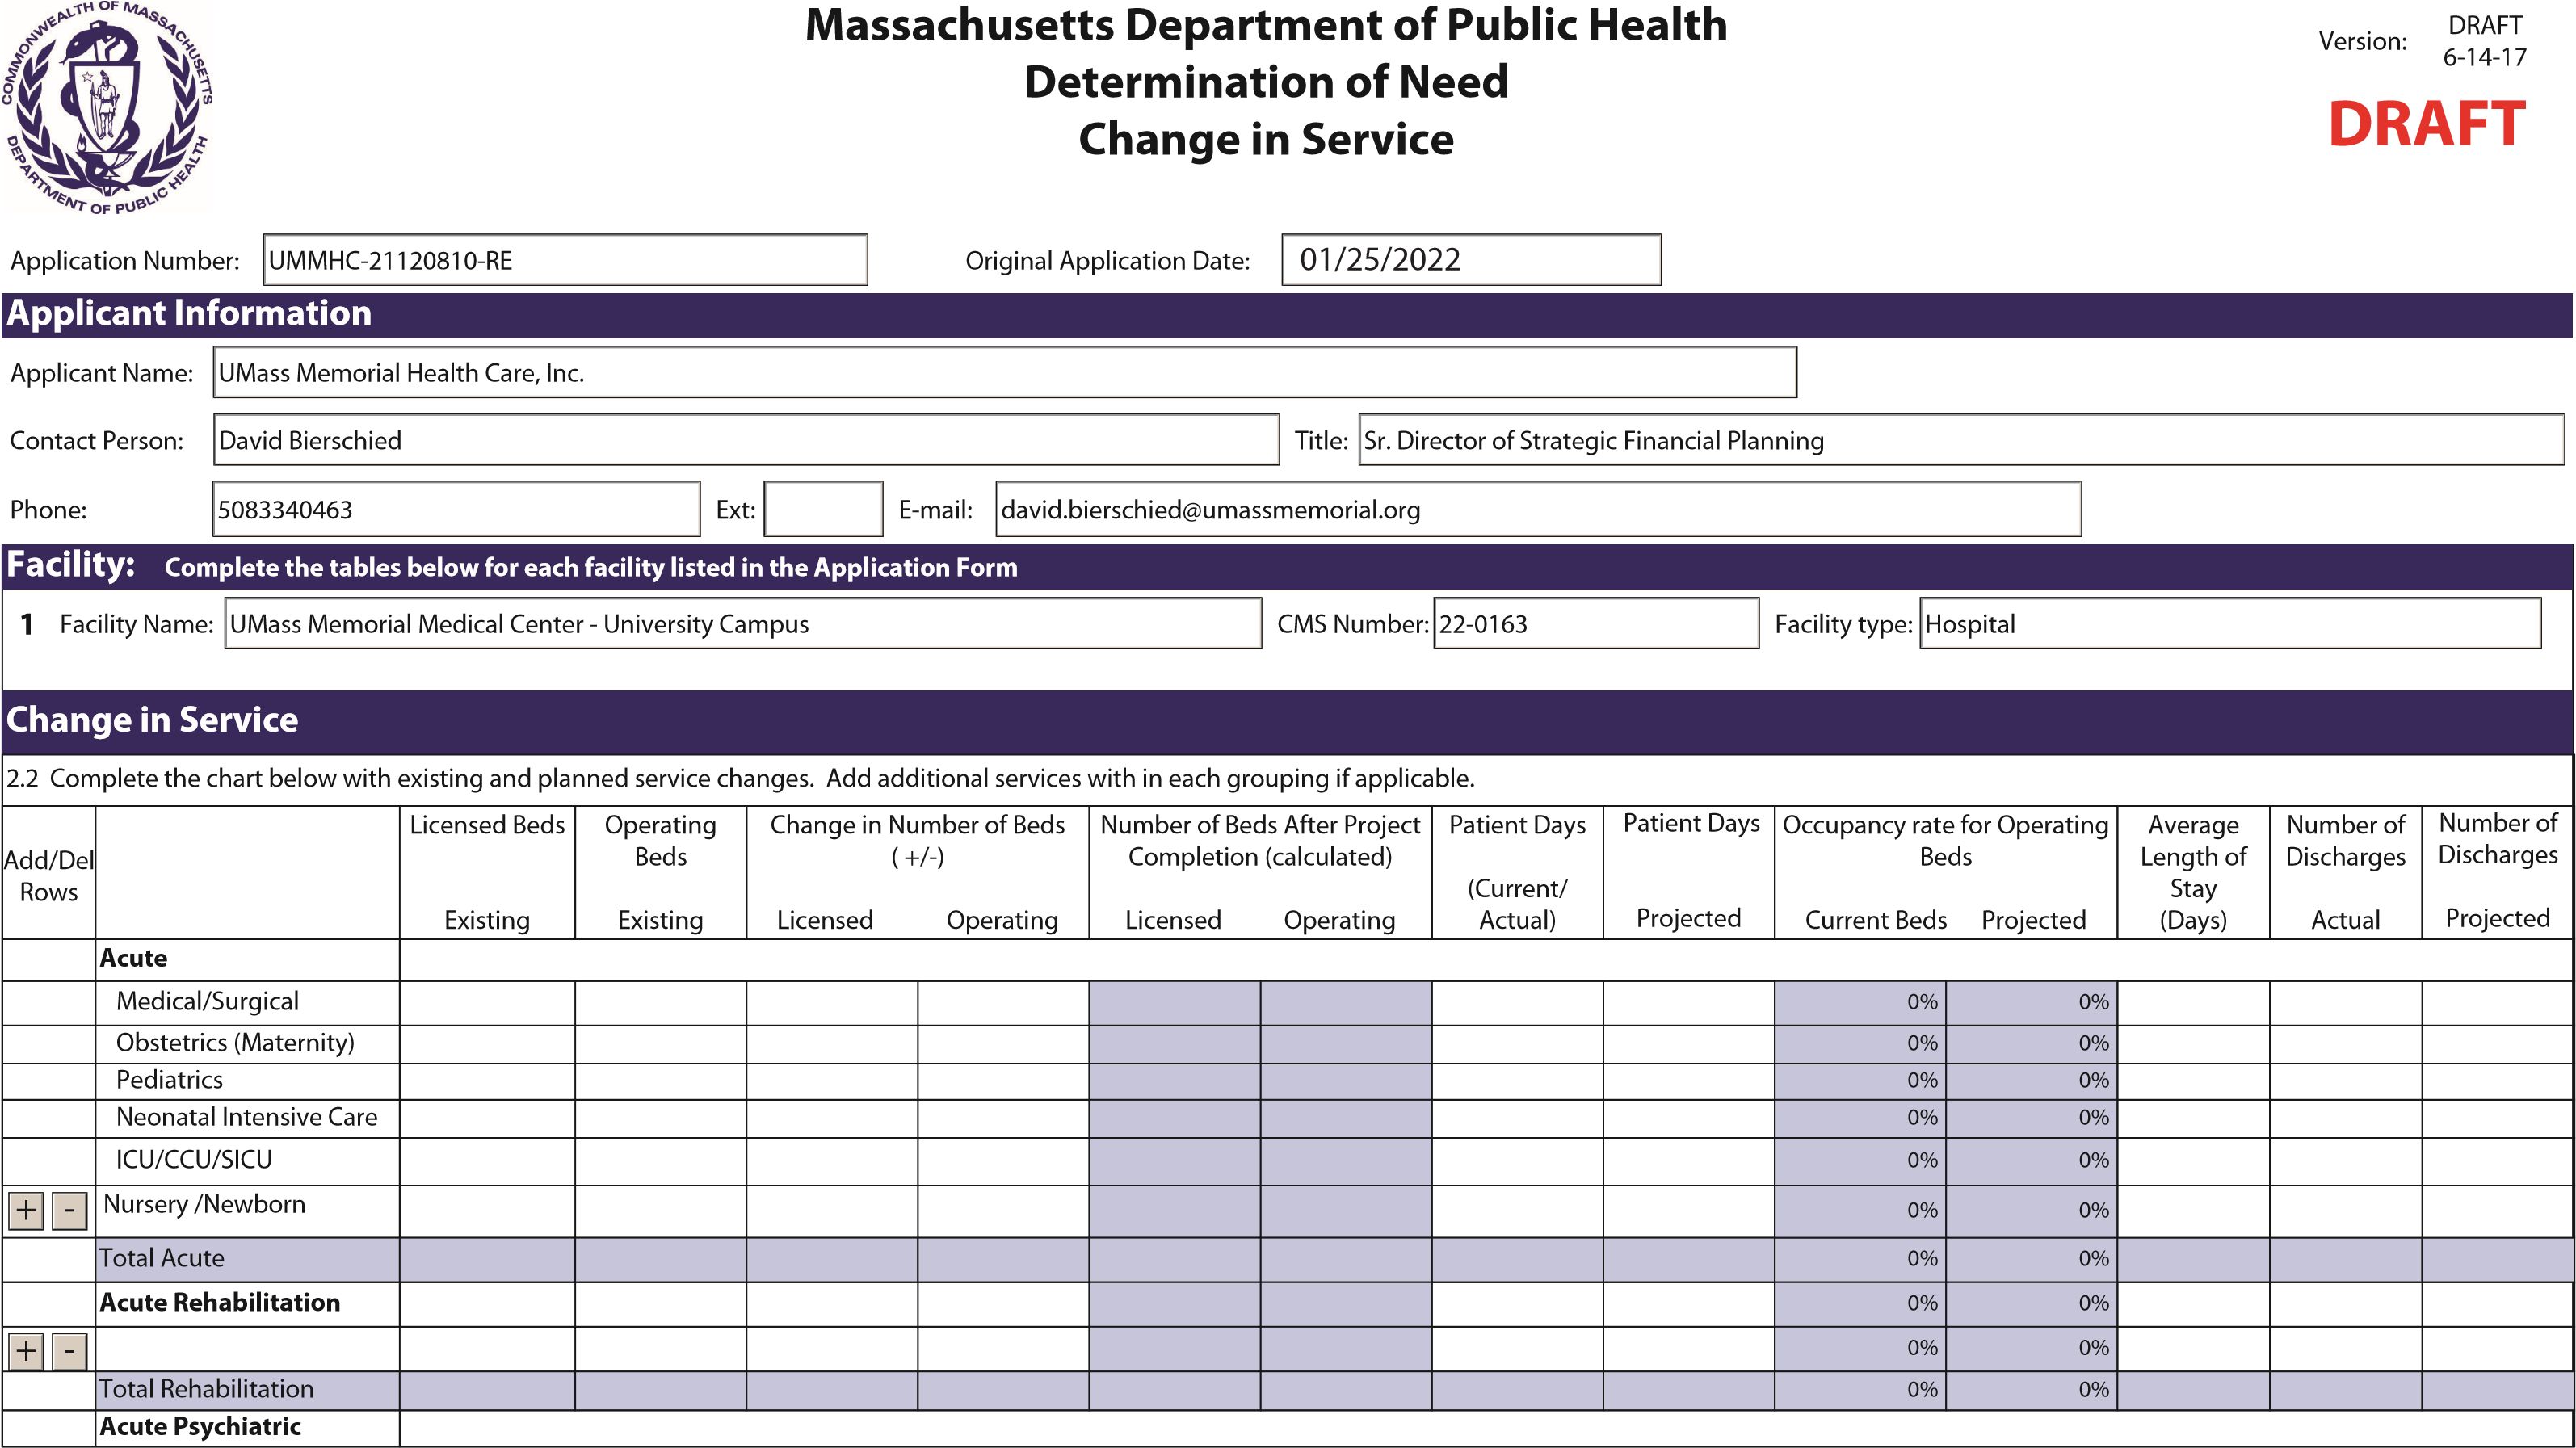 COMMONWEALTH OF MASSACHUSETTS
DEPARTMENT OF PUBLIC HEALTH
Massachusetts Department of Public Health
Determination of Need
Change in Service
Version: DRAFT
6-14-17
DRAFT
Application Number: UMMHC-21120810-RE Original Application Date: 01/25/2022
Applicant Information
Applicant Name: UMass Memorial Health Care, Inc.
Contact Person: David Bierschied Title: Sr. Director of Strategic Financial Planning
Phone: 5083340463 Ext: E-mail: david.bierschied@umassmemorial.org
Facility: Complete the tables below for each facility listed in the Application Form
1 Facility Name: UMass Memorial Medical Center - University Campus CMS Number: 22-0163 Facility type: Hospital
Change in Service
2.2 Complete the chart below with existing and planned service changes. Add additional services with in each grouping if applicable.
Add/Del Rows
Licensed Beds Existing
Operating Beds Existing
Change in Number of Beds ( +/-) Licensed Operating
Number of Beds After Project Completion (calculated) Licensed Operating
Patient Days (Current/ Actual)
Patient Days Projected
Occupancy rate for Operating Beds Current Beds Projected
Average Length of Stay (Days)
Number of Discharges Actual
Number of Discharges Projected
Acute
Medical/Surgical 0% 0%
Obstetrics (Maternity) 0% 0%
Pediatrics 0% 0%
Neonatal Intensive Care 0% 0%
ICU/CCU/SICU 0% 0%
+ - Nursery /Newborn 0% 0%
Total Acute 0% 0%
Acute Rehabilitation 0% 0%
+ - 0% 0%
Total Rehabilitation 0% 0%
Acute Psychiatric